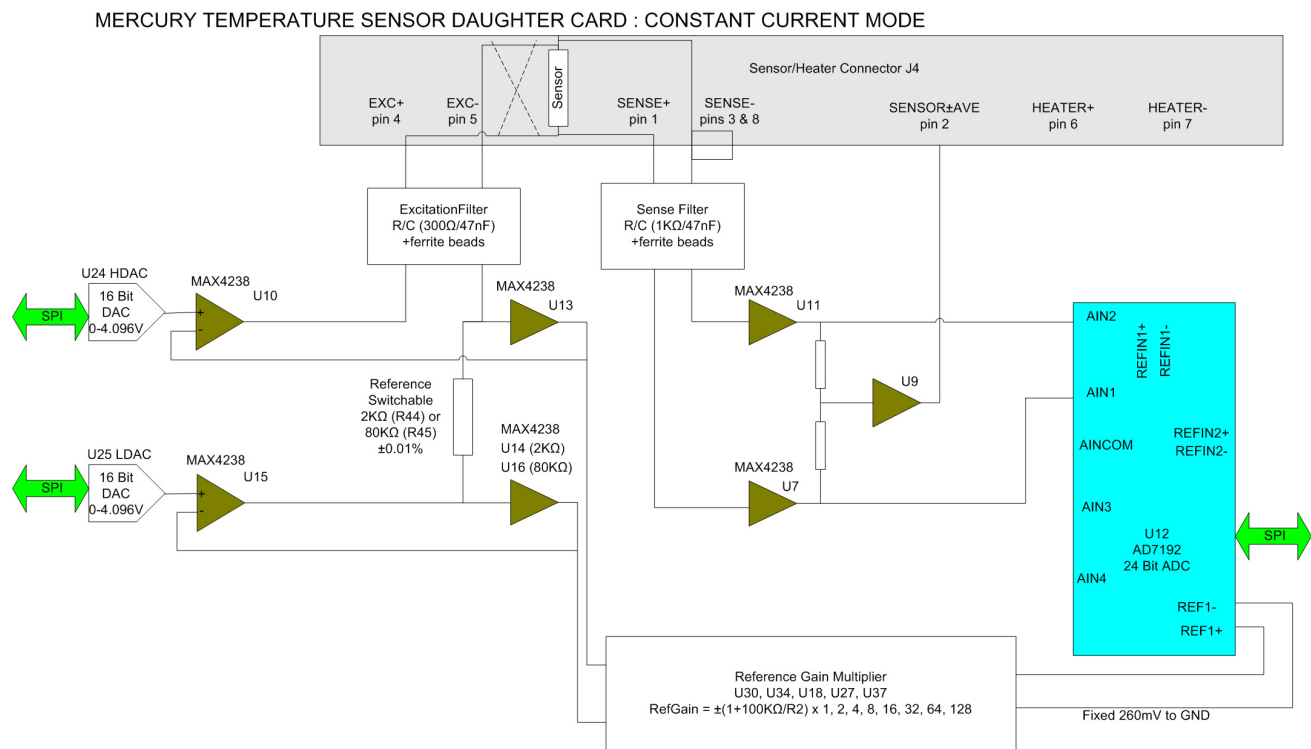 MERCURY TEMPERATURE SENSOR DAUGHTER CARD : CONSTANT CURRENT MODE
Sensor/Heater Connector J4
Sensor
EXC+
pin 4
EXC-
pin 5
SENSE+
pin 1
SENSE-
pins 3 & 8
SENSOR±AVE
pin 2
HEATER+
pin 6
HEATER-
pin 7
ExcitationFilter
R/C (300Ω/47nF)
+ferrite beads
Sense Filter
R/C (1KΩ/47nF)
+ferrite beads
U24 HDAC
16 Bit
DAC
0-4.096V
SPI
MAX4238
U10
+
-
MAX4238
U13
MAX4238
U11
U9
Reference
Switchable
2KΩ (R44) or
80KΩ (R45)
±0.01%
U25 LDAC
16 Bit
DAC
0-4.096V
SPI
MAX4238
U15
+
-
MAX4238
U14 (2KΩ)
U16 (80KΩ)
MAX4238
U7
AIN2
REFIN1+
REFIN1-
AIN1
AINCOM
REFIN2+
REFIN2-
AIN3
U12
AD7192
24 Bit ADC
SPI
AIN4
REF1-
REF1+
Reference Gain Multiplier
U30, U34, U18, U27, U37
RefGain = ±(1+100KΩ/R2) x 1, 2, 4, 8, 16, 32, 64, 128
Fixed 260mV to GND